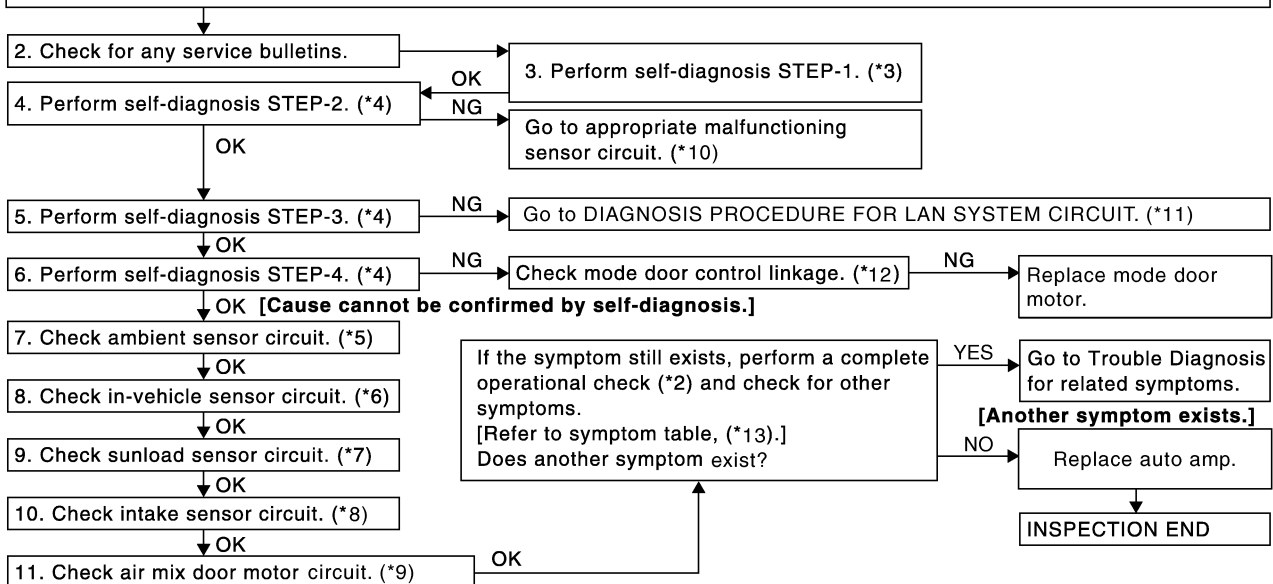 2. Check for any service bulletins.
3. Perform self-diagnosis STEP-1. (*3)
OK
4. Perform self-diagnosis STEP-2. (*4)
NG
Go to appropriate malfunctioning
sensor circuit. (*10)
OK
5. Perform self-diagnosis STEP-3. (*4)
NG
Go to DIAGNOSIS PROCEDURE FOR LAN SYSTEM CIRCUIT. (*11)
OK
6. Perform self-diagnosis STEP-4. (*4)
NG
Check mode door control linkage. (*12)
NG
Replace mode door
motor.
OK [Cause cannot be confirmed by self-diagnosis.]
7. Check ambient sensor circuit. (*5)
OK
8. Check in-vehicle sensor circuit. (*6)
OK
9. Check sunload sensor circuit. (*7)
OK
10. Check intake sensor circuit. (*8)
OK
11. Check air mix door motor circuit. (*9)
OK
If the symptom still exists, perform a complete
operational check (*2) and check for other
symptoms.
[Refer to symptom table, (*13).]
Does another symptom exist?
YES
Go to Trouble Diagnosis
for related symptoms.
[Another symptom exists.]
NO
Replace auto amp.
INSPECTION END